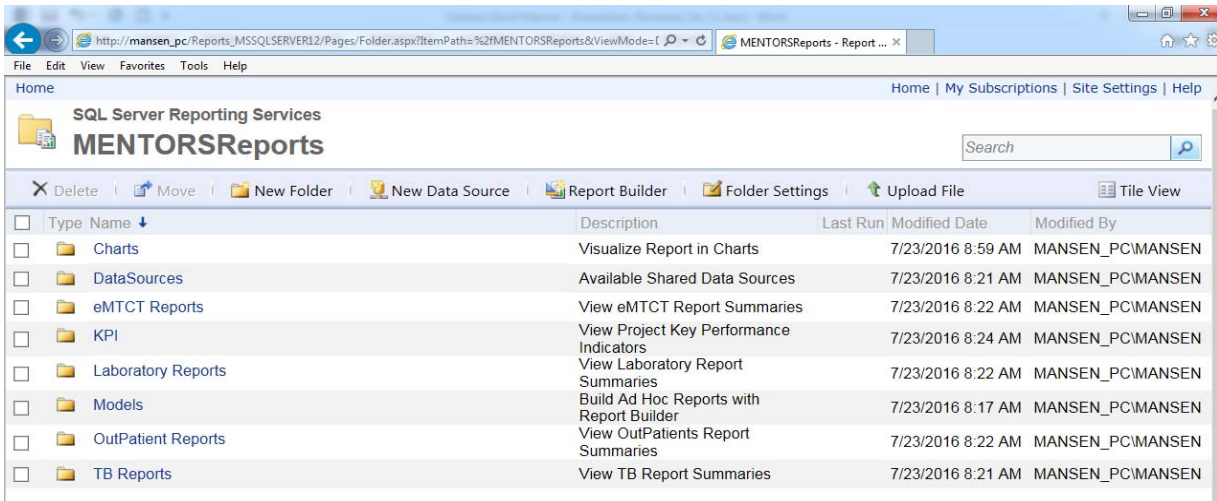 http://mansen_pc/Reports_MSSQLSERVER12/Pages/Folder.aspx?ItemPath=%2fMENTORSReports&ViewMode=
MENTORSReports - Report ...
File Edit View Favorites Tools Help
Home
Home | My Subscriptions | Site Settings | Help
SQL Server Reporting Services
MENTORSReports
Search
Delete Move New Folder New Data Source Report Builder Folder Settings Upload File Tile View
Type Name Description Last Run Modified Date Modified By
Charts Visualize Report in Charts 7/23/2016 8:59 AM MANSEN_PC\MANSEN
DataSources Available Shared Data Sources 7/23/2016 8:21 AM MANSEN_PC\MANSEN
eMTCT Reports View eMTCT Report Summaries 7/23/2016 8:22 AM MANSEN_PC\MANSEN
KPI View Project Key Performance
Indicators 7/23/2016 8:24 AM MANSEN_PC\MANSEN
Laboratory Reports View Laboratory Report
Summaries 7/23/2016 8:22 AM MANSEN_PC\MANSEN
Models Build Ad Hoc Reports with
Report Builder 7/23/2016 8:17 AM MANSEN_PC\MANSEN
OutPatient Reports View OutPatients Report
Summaries 7/23/2016 8:22 AM MANSEN_PC\MANSEN
TB Reports View TB Report Summaries 7/23/2016 8:21 AM MANSEN_PC\MANSEN